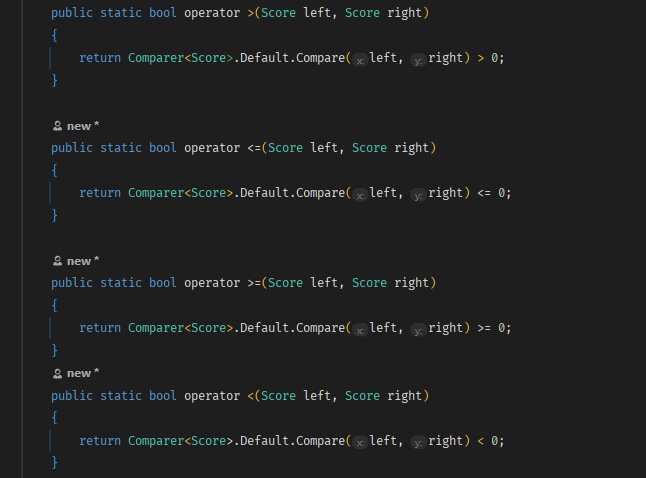 public static bool operator >(Score left, Score right)
{
return Comparer<Score>.Default.Compare( x: left, y: right) > 0;
}
new *
public static bool operator <=(Score left, Score right)
{
return Comparer<Score>.Default.Compare( x: left, y: right) <= 0;
}
new *
public static bool operator >=(Score left, Score right)
{
return Comparer<Score>.Default.Compare( x: left, y: right) >= 0;
}
new *
public static bool operator <(Score left, Score right)
{
return Comparer<Score>.Default.Compare( x: left, y: right) < 0;
}